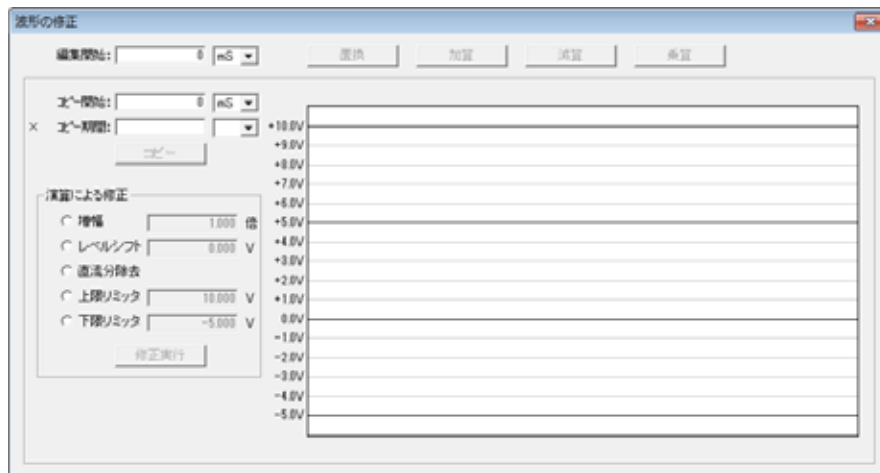 波形の修正
編集開始: 0 mS 置換 加算 減算 乗算
ｺﾋﾟｰ開始: 0 mS
× ｺﾋﾟｰ期間:
コピー
演算による修正
増幅 1.000 倍
レベルシフト 0.000 V
直流分除去
上限リミッタ 10.000 V
下限リミッタ -5.000 V
修正実行
+10.0V
+9.0V
+8.0V
+7.0V
+6.0V
+5.0V
+4.0V
+3.0V
+2.0V
+1.0V
0.0V
-1.0V
-2.0V
-3.0V
-4.0V
-5.0V